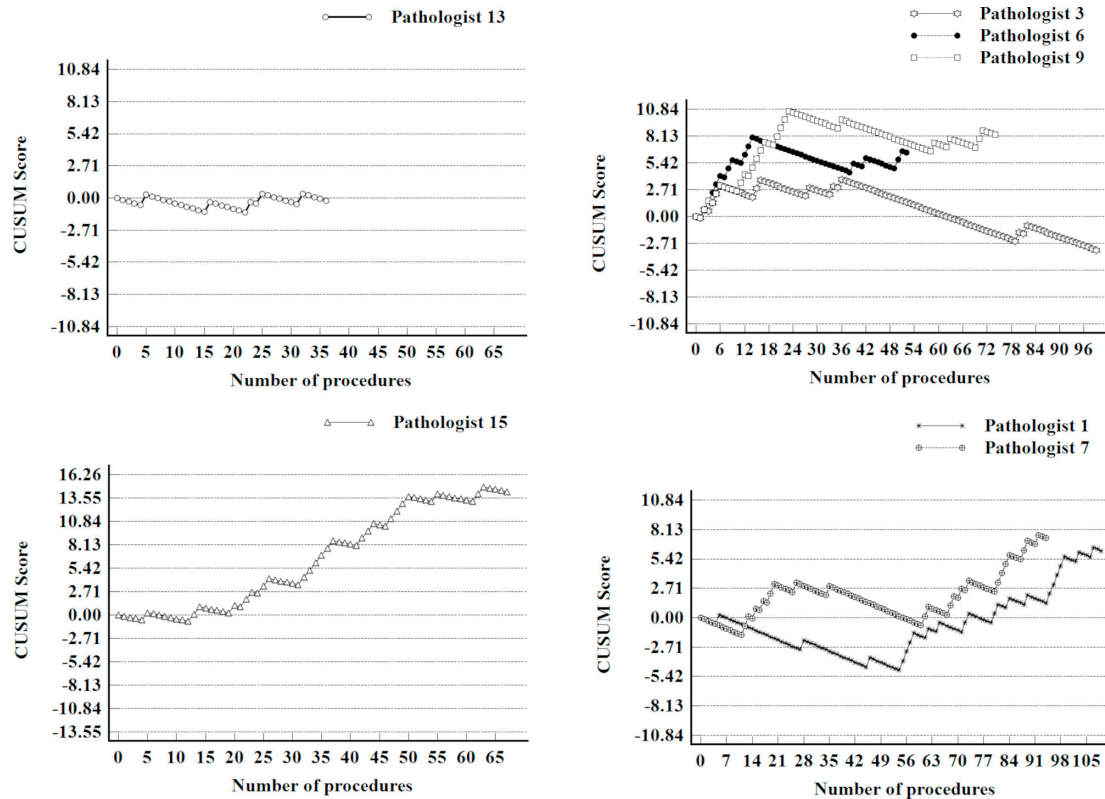 Pathologist 13
10.84
8.13
5.42
2.71
0.00
-2.71
-5.42
-8.13
-10.84
CUSUM Score
0 5 10 15 20 25 30 35 40 45 50 55 60 65
Number of procedures
Pathologist 3
Pathologist 6
Pathologist 9
10.84
8.13
5.42
2.71
0.00
-2.71
-5.42
-8.13
-10.84
CUSUM Score
0 6 12 18 24 30 36 42 48 54 60 66 72 78 84 90 96
Number of procedures
Pathologist 15
16.26
13.55
10.84
8.13
5.42
2.71
0.00
-2.71
-5.42
-8.13
-10.84
-13.55
CUSUM Score
0 5 10 15 20 25 30 35 40 45 50 55 60 65
Number of procedures
Pathologist 1
Pathologist 7
10.84
8.13
5.42
2.71
0.00
-2.71
-5.42
-8.13
-10.84
CUSUM Score
0 7 14 21 28 35 42 49 56 63 70 77 84 91 98 105
Number of procedures